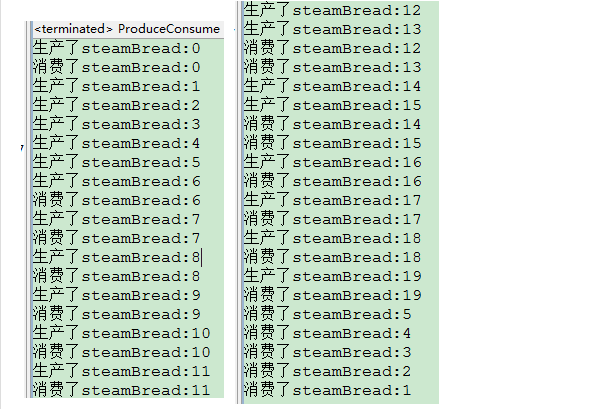 <terminated> ProduceConsume
生产了steamBread:0
消费了steamBread:0
生产了steamBread:1
生产了steamBread:2
生产了steamBread:3
生产了steamBread:4
生产了steamBread:5
生产了steamBread:6
消费了steamBread:6
生产了steamBread:7
消费了steamBread:7
生产了steamBread:8
消费了steamBread:8
生产了steamBread:9
消费了steamBread:9
生产了steamBread:10
消费了steamBread:10
生产了steamBread:11
消费了steamBread:11
生产了steamBread:12
生产了steamBread:13
消费了steamBread:12
消费了steamBread:13
生产了steamBread:14
生产了steamBread:15
消费了steamBread:14
消费了steamBread:15
生产了steamBread:16
消费了steamBread:16
生产了steamBread:17
消费了steamBread:17
生产了steamBread:18
消费了steamBread:18
生产了steamBread:19
消费了steamBread:19
消费了steamBread:5
消费了steamBread:4
消费了steamBread:3
消费了steamBread:2
消费了steamBread:1